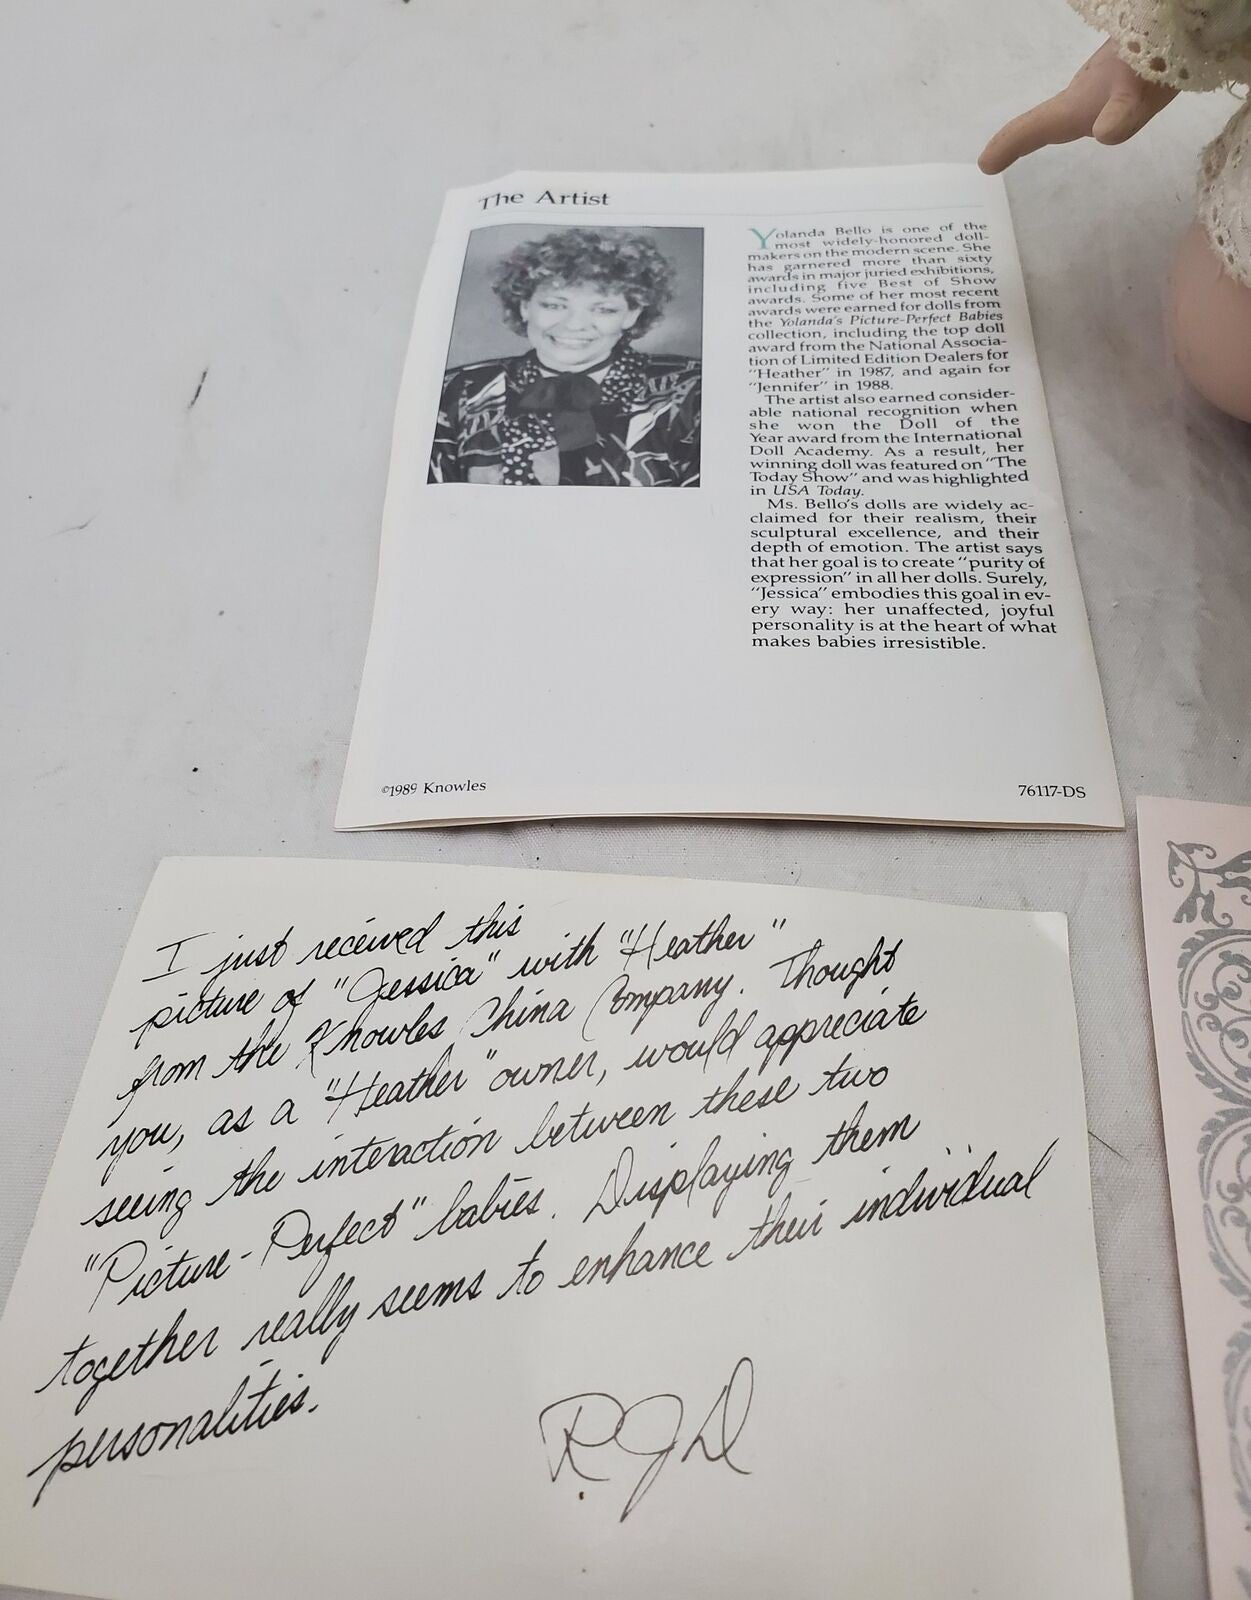 The Artist
Yolanda Bello is one of the
most widely-honored doll-
makers on the modern scene. She
has garnered more than sixty
awards in major juried exhibitions,
including five Best of Show
awards. Some of her most recent
awards were earned for dolls from
the Yolanda's Picture-Perfect Babies
collection, including the top doll
award from the National Associa-
tion of Limited Edition Dealers for
"Heather" in 1987, and again for
"Jennifer" in 1988.
The artist also earned consider-
able national recognition when
she won the Doll of the
Year award from the International
Doll Academy. As a result, her
winning doll was featured on "The
Today Show" and was highlighted
in USA Today.
Ms. Bello's dolls are widely ac-
claimed for their realism, their
sculptural excellence, and their
depth of emotion. The artist says
that her goal is to create "purity of
expression" in all her dolls. Surely,
"Jessica" embodies this goal in ev-
ery way: her unaffected, joyful
personality is at the heart of what
makes babies irresistible.
©1989 Knowles
76117-DS
I just received this
picture of "Jessica" with "Heather"
from the Knowles China Company. Thought
you, as a "Heather" owner, would appreciate
seeing the interaction between these two
"Picture-Perfect" babies. Displaying them
together really seems to enhance their individual
personalities.